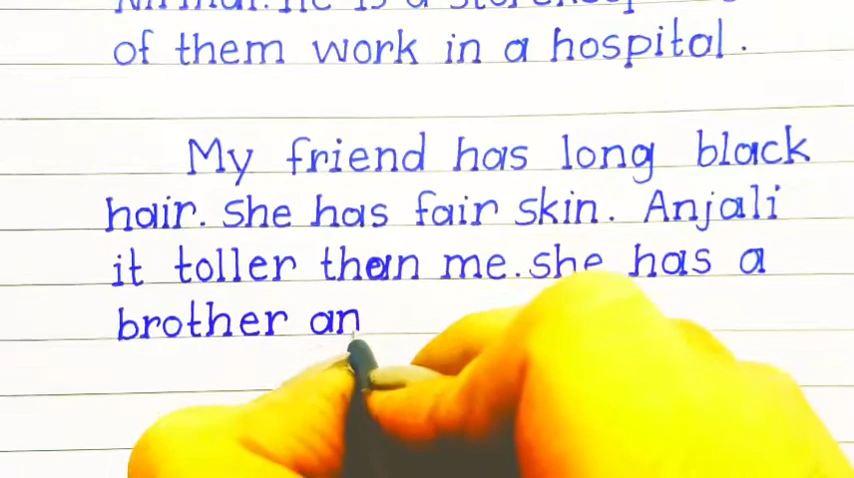 of them work in a hospital.
My friend has long black
hair. she has fair skin. Anjali
it toller than me. she has a
brother an